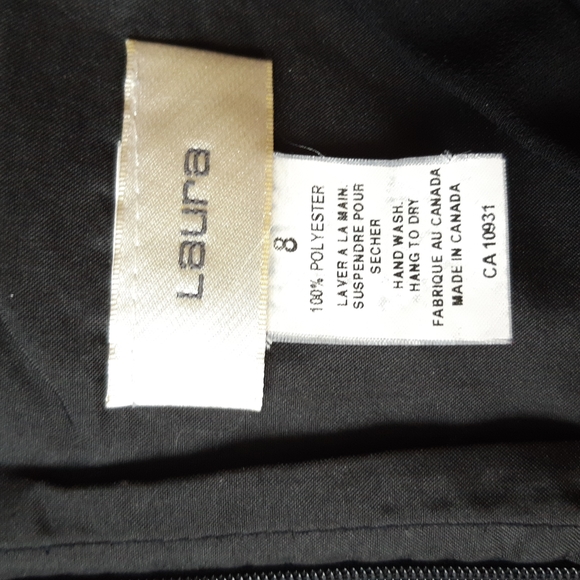 Laura
8
100% POLYESTER
LAVER A LA MAIN.
SUSPENDRE POUR
SECHER
HAND WASH.
HANG TO DRY
FABRIQUE AU CANADA
MADE IN CANADA
CA 10931